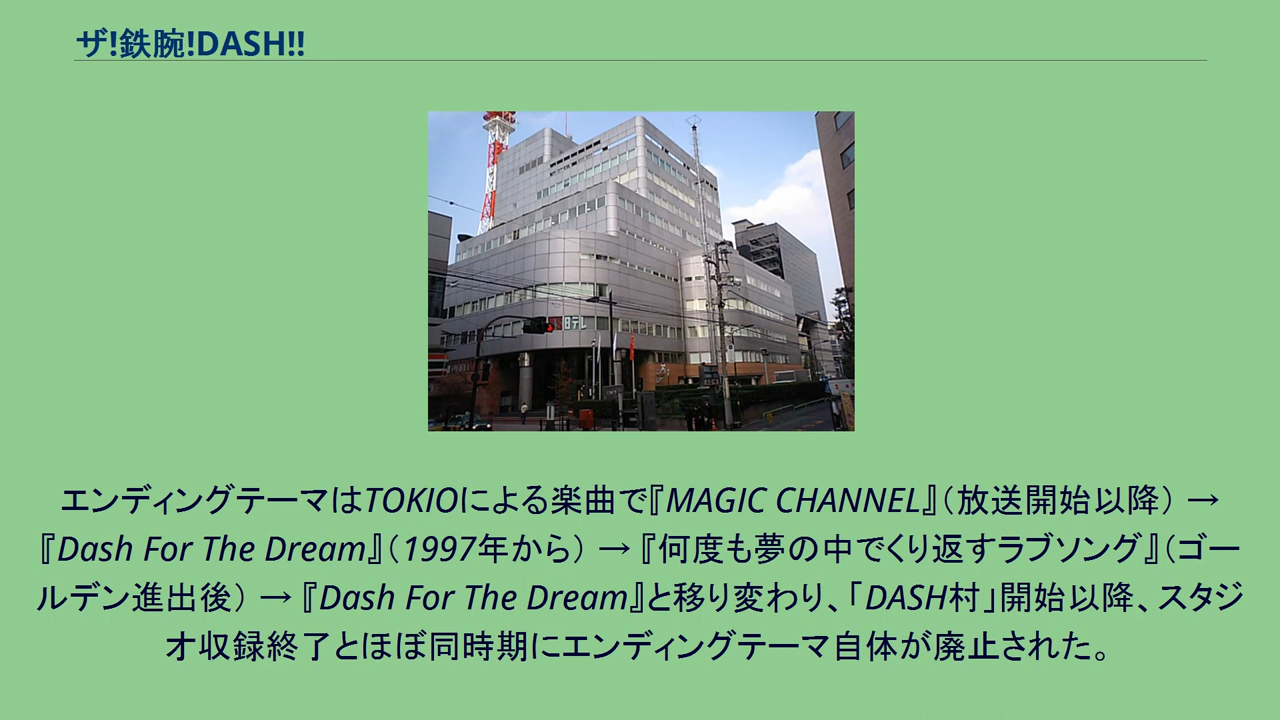 ザ!鉄腕!DASH!!
日テレ
エンディングテーマはTOKIOによる楽曲で『MAGIC CHANNEL』（放送開始以降）→
『Dash For The Dream』（1997年から）→『何度も夢の中でくり返すラブソング』（ゴー
ルデン進出後）→『Dash For The Dream』と移り変わり、「DASH村」開始以降、スタジ
オ収録終了とほぼ同時期にエンディングテーマ自体が廃止された。